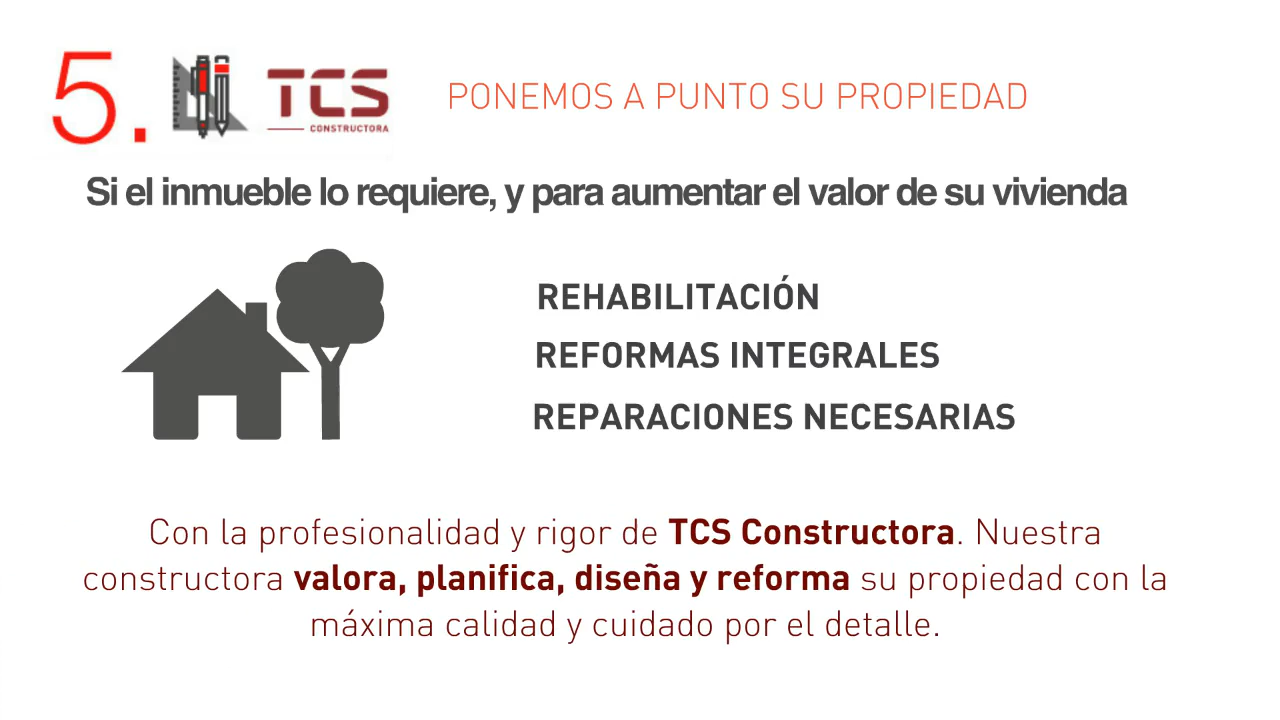 5. TCS CONSTRUCTORA PONEMOS A PUNTO SU PROPIEDAD
Si el inmueble lo requiere, y para aumentar el valor de su vivienda
REHABILITACIÓN
REFORMAS INTEGRALES
REPARACIONES NECESARIAS
Con la profesionalidad y rigor de TCS Constructora. Nuestra
constructora valora, planifica, diseña y reforma su propiedad con la
máxima calidad y cuidado por el detalle.